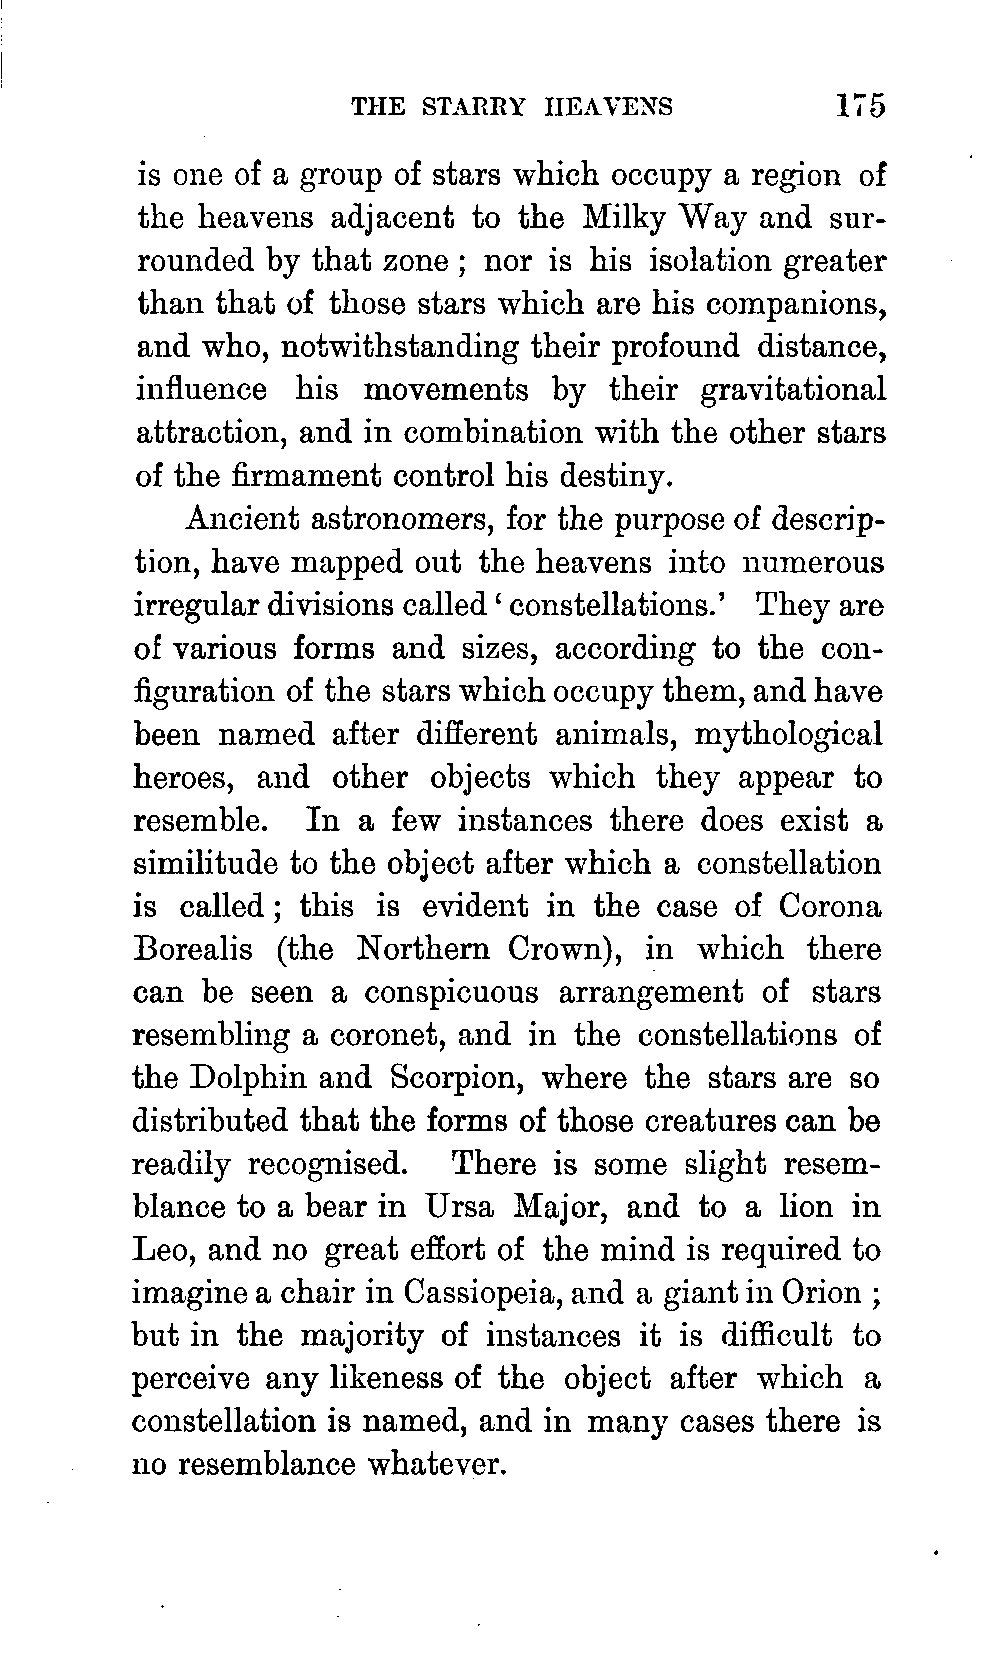 THE STARRY HEAVENS 175
is one of a group of stars which occupy a region of
the heavens adjacent to the Milky Way and sur-
rounded by that zone ; nor is his isolation greater
than that of those stars which are his companions,
and who, notwithstanding their profound distance,
influence his movements by their gravitational
attraction, and in combination with the other stars
of the firmament control his destiny.
Ancient astronomers, for the purpose of descrip-
tion, have mapped out the heavens into numerous
irregular divisions called ‘ constellations.’ They are
of various forms and sizes, according to the con-
figuration of the stars which occupy them, and have
been named after different animals, mythological
heroes, and other objects which they appear to
resemble. In a few instances there does exist a
similitude to the object after which a constellation
is called ; this is evident in the case of Corona
Borealis (the Northern Crown), in which there
can be seen a conspicuous arrangement of stars
resembling a coronet, and in the constellations of
the Dolphin and Scorpion, where the stars are so
distributed that the forms of those creatures can be
readily recognised. There is some slight resem-
blance to a bear in Ursa Major, and to a lion in
Leo, and no great effort of the mind is required to
imagine a chair in Cassiopeia, and a giant in Orion ;
but in the majority of instances it is difficult to
perceive any likeness of the object after which a
constellation is named, and in many cases there is
no resemblance whatever.